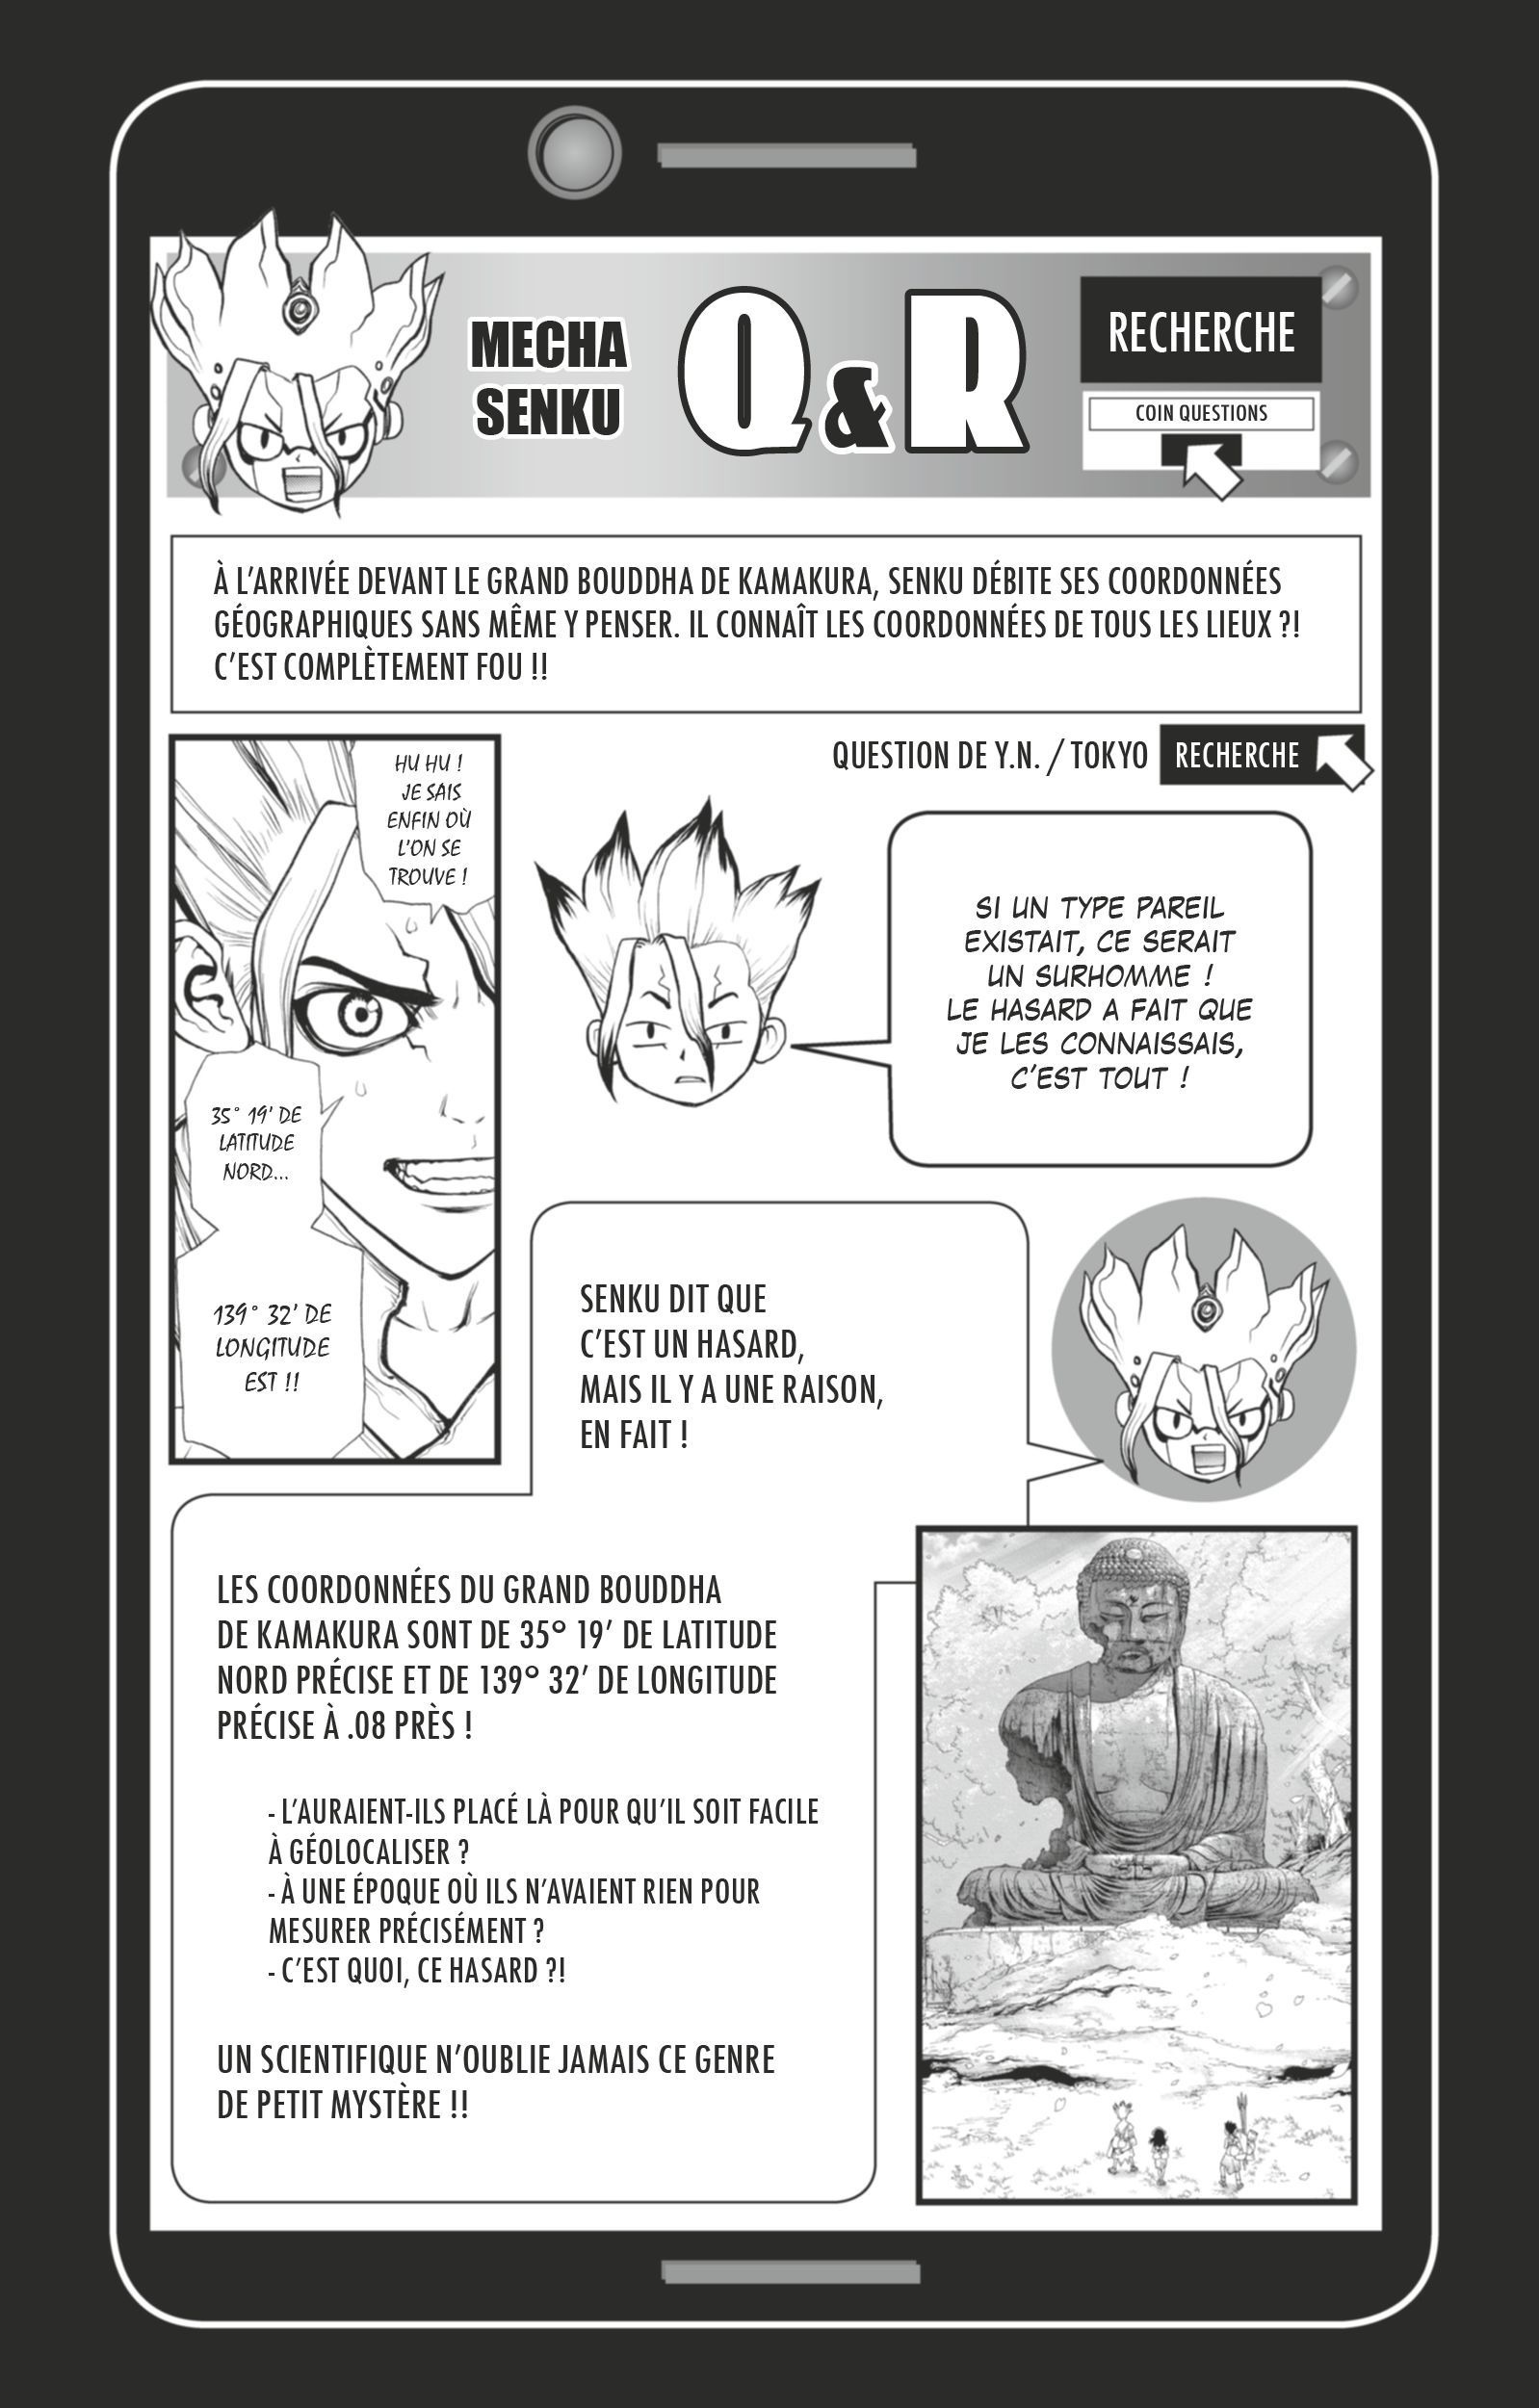 MECHA
SENKU
Q & R
RECHERCHE
COIN QUESTIONS
À L'ARRIVÉE DEVANT LE GRAND BOUDDHA DE KAMAKURA, SENKU DÉBITE SES COORDONNÉES
GÉOGRAPHIQUES SANS MÊME Y PENSER. IL CONNAÎT LES COORDONNÉES DE TOUS LES LIEUX ?!
C'EST COMPLÈTEMENT FOU !!
QUESTION DE Y.N. / TOKYO
RECHERCHE
HU HU !
JE SAIS
ENFIN OÙ
L'ON SE
TROUVE !
35° 19' DE
LATITUDE
NORD...
139° 32' DE
LONGITUDE
EST !!
SI UN TYPE PAREIL
EXISTAIT, CE SERAIT
UN SURHOMME !
LE HASARD A FAIT QUE
JE LES CONNAISSAIS,
C'EST TOUT !
SENKU DIT QUE
C'EST UN HASARD,
MAIS IL Y A UNE RAISON,
EN FAIT !
LES COORDONNÉES DU GRAND BOUDDHA
DE KAMAKURA SONT DE 35° 19' DE LATITUDE
NORD PRÉCISE ET DE 139° 32' DE LONGITUDE
PRÉCISE À .08 PRÈS !
- L'AURAIENT-ILS PLACÉ LÀ POUR QU'IL SOIT FACILE
À GÉOLOCALISER ?
- À UNE ÉPOQUE OÙ ILS N'AVAIENT RIEN POUR
MESURER PRÉCISÉMENT ?
- C'EST QUOI, CE HASARD ?!
UN SCIENTIFIQUE N'OUBLIE JAMAIS CE GENRE
DE PETIT MYSTÈRE !!